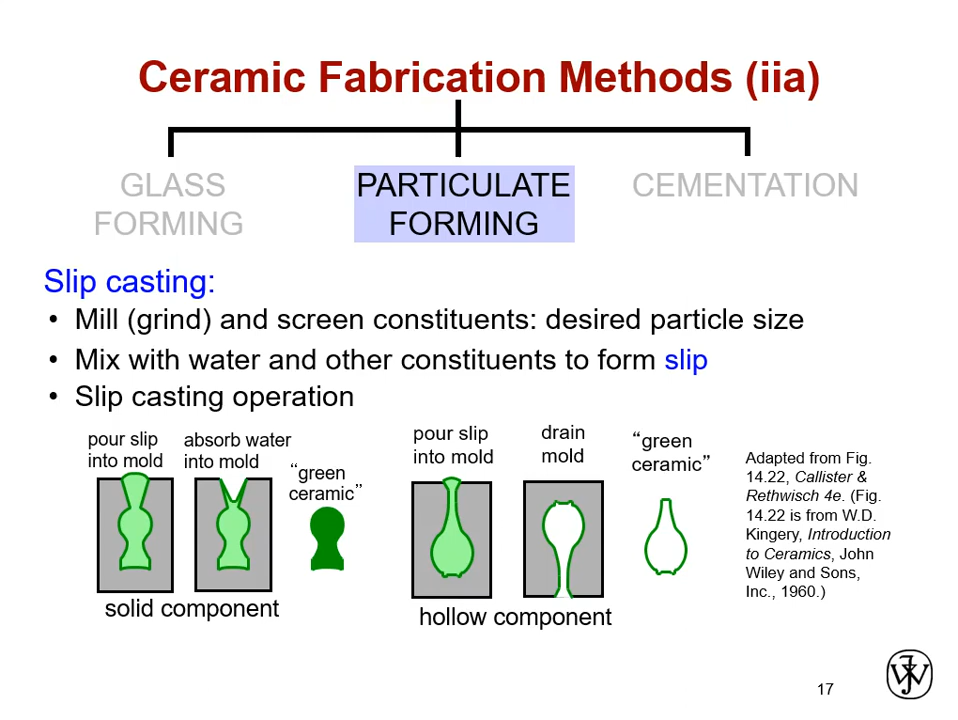 Ceramic Fabrication Methods (iia)
GLASS
FORMING
PARTICULATE
FORMING
CEMENTATION
Slip casting:
• Mill (grind) and screen constituents: desired particle size
• Mix with water and other constituents to form slip
• Slip casting operation
pour slip
into mold
absorb water
into mold
“green
ceramic”
solid component
pour slip
into mold
drain
mold
“green
ceramic”
hollow component
Adapted from Fig.
14.22, Callister &
Rethwisch 4e. (Fig.
14.22 is from W.D.
Kingery, Introduction
to Ceramics, John
Wiley and Sons,
Inc., 1960.)
17